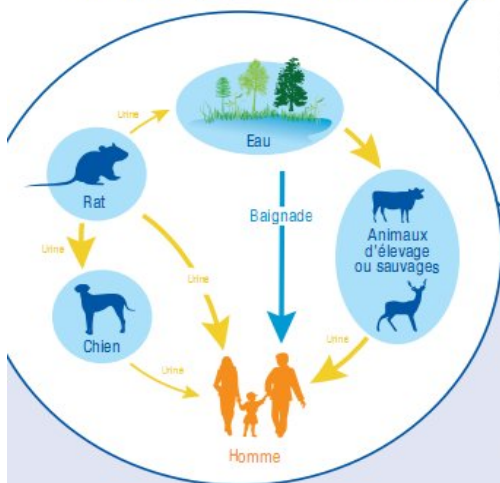 Urine
Eau
Rat
Baignade
Urine
Urine
Animaux
d'élevage
ou sauvages
Chien
Urine
Urine
Homme